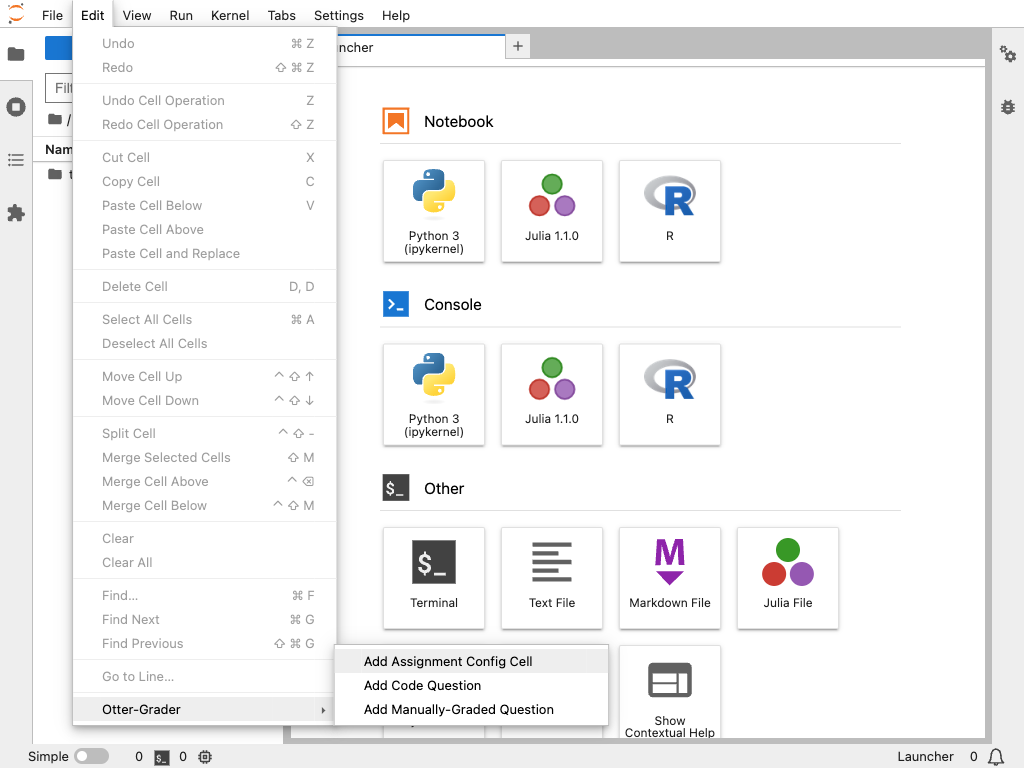 File Edit View Run Kernel Tabs Settings Help
Undo ⌘ Z
Redo ⇧ ⌘ Z
Undo Cell Operation Z
Redo Cell Operation ⇧ Z
Cut Cell X
Copy Cell C
Paste Cell Below V
Paste Cell Above
Paste Cell and Replace
Delete Cell D, D
Select All Cells ⌘ A
Deselect All Cells
Move Cell Up ^ ⇧ ↑
Move Cell Down ^ ⇧ ↓
Split Cell ^ ⇧ -
Merge Selected Cells ⇧ M
Merge Cell Above ^ ⌫
Merge Cell Below ^ ⇧ M
Clear
Clear All
Find... ⌘ F
Find Next ⌘ G
Find Previous ⇧ ⌘ G
Go to Line...
Otter-Grader
Add Assignment Config Cell
Add Code Question
Add Manually-Graded Question
Filt
/
Nam
t
ncher
+
Notebook
Python 3
(ipykernel)
Julia 1.1.0
R
Console
Python 3
(ipykernel)
Julia 1.1.0
R
$_ Other
$_
Terminal
Text File
Markdown File
Julia File
Show
Contextual Help
Simple 0 $_ 0
Launcher 0